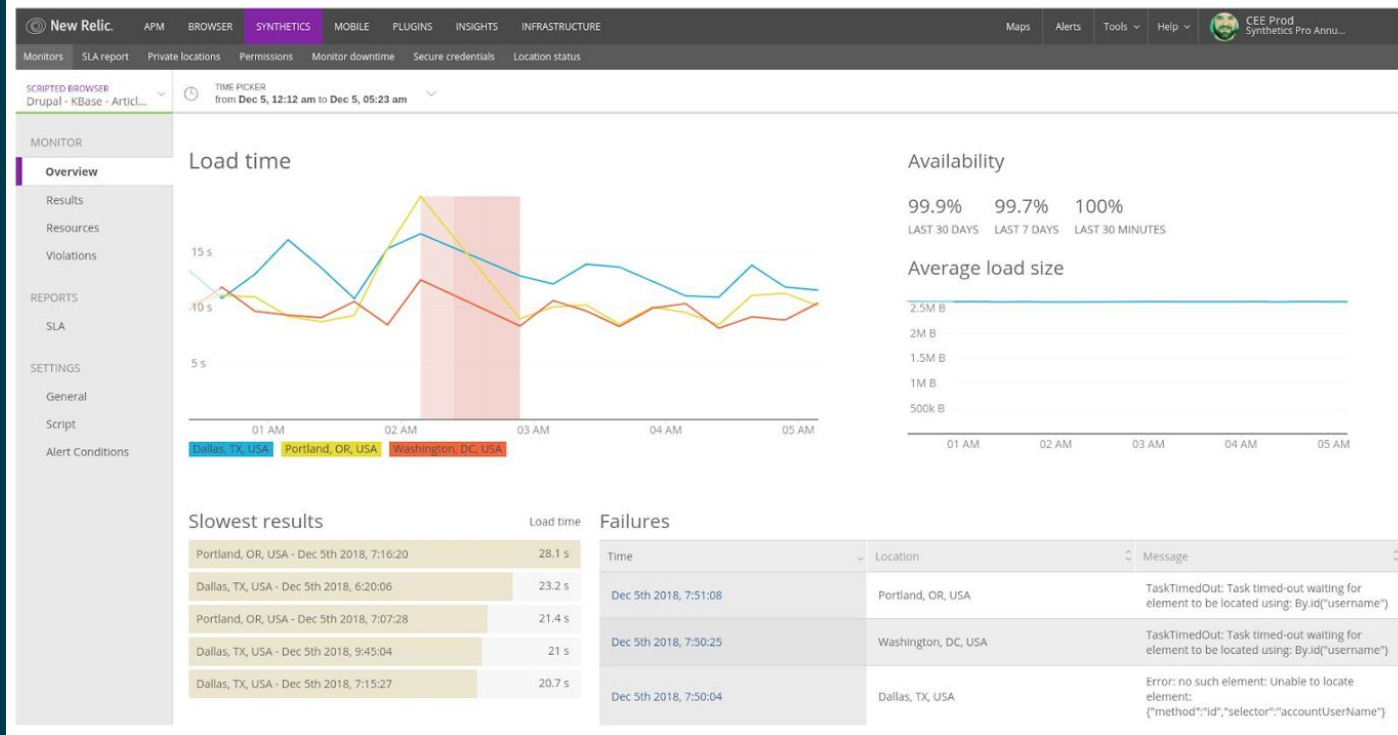 New Relic.
APM BROWSER SYNTHETICS MOBILE PLUGINS INSIGHTS INFRASTRUCTURE
Maps Alerts Tools Help
CEE Prod
Synthetics Pro Annu...
Monitors SLA report Private locations Permissions Monitor downtime Secure credentials Location status
SCRIPTED BROWSER
Drupal - KBase - Articl...
TIME PICKER
from Dec 5, 12:12 am to Dec 5, 05:23 am
MONITOR
Overview
Results
Resources
Violations
REPORTS
SLA
SETTINGS
General
Script
Alert Conditions
Load time
15 s
10 s
5 s
01 AM 02 AM 03 AM 04 AM 05 AM
Dallas, TX, USA Portland, OR, USA Washington, DC, USA
Availability
99.9% 99.7% 100%
LAST 30 DAYS LAST 7 DAYS LAST 30 MINUTES
Average load size
2.5M B
2M B
1.5M B
1M B
500k B
01 AM 02 AM 03 AM 04 AM 05 AM
Slowest results Load time
Portland, OR, USA - Dec 5th 2018, 7:16:20 28.1 s
Dallas, TX, USA - Dec 5th 2018, 6:20:06 23.2 s
Portland, OR, USA - Dec 5th 2018, 7:07:28 21.4 s
Dallas, TX, USA - Dec 5th 2018, 9:45:04 21 s
Dallas, TX, USA - Dec 5th 2018, 7:15:27 20.7 s
Failures
Time Location Message
Dec 5th 2018, 7:51:08 Portland, OR, USA TaskTimedOut: Task timed-out waiting for
element to be located using: By.id("username")
Dec 5th 2018, 7:50:25 Washington, DC, USA TaskTimedOut: Task timed-out waiting for
element to be located using: By.id("username")
Dec 5th 2018, 7:50:04 Dallas, TX, USA Error: no such element: Unable to locate
element:
{"method":"id","selector":"accountUserName"}